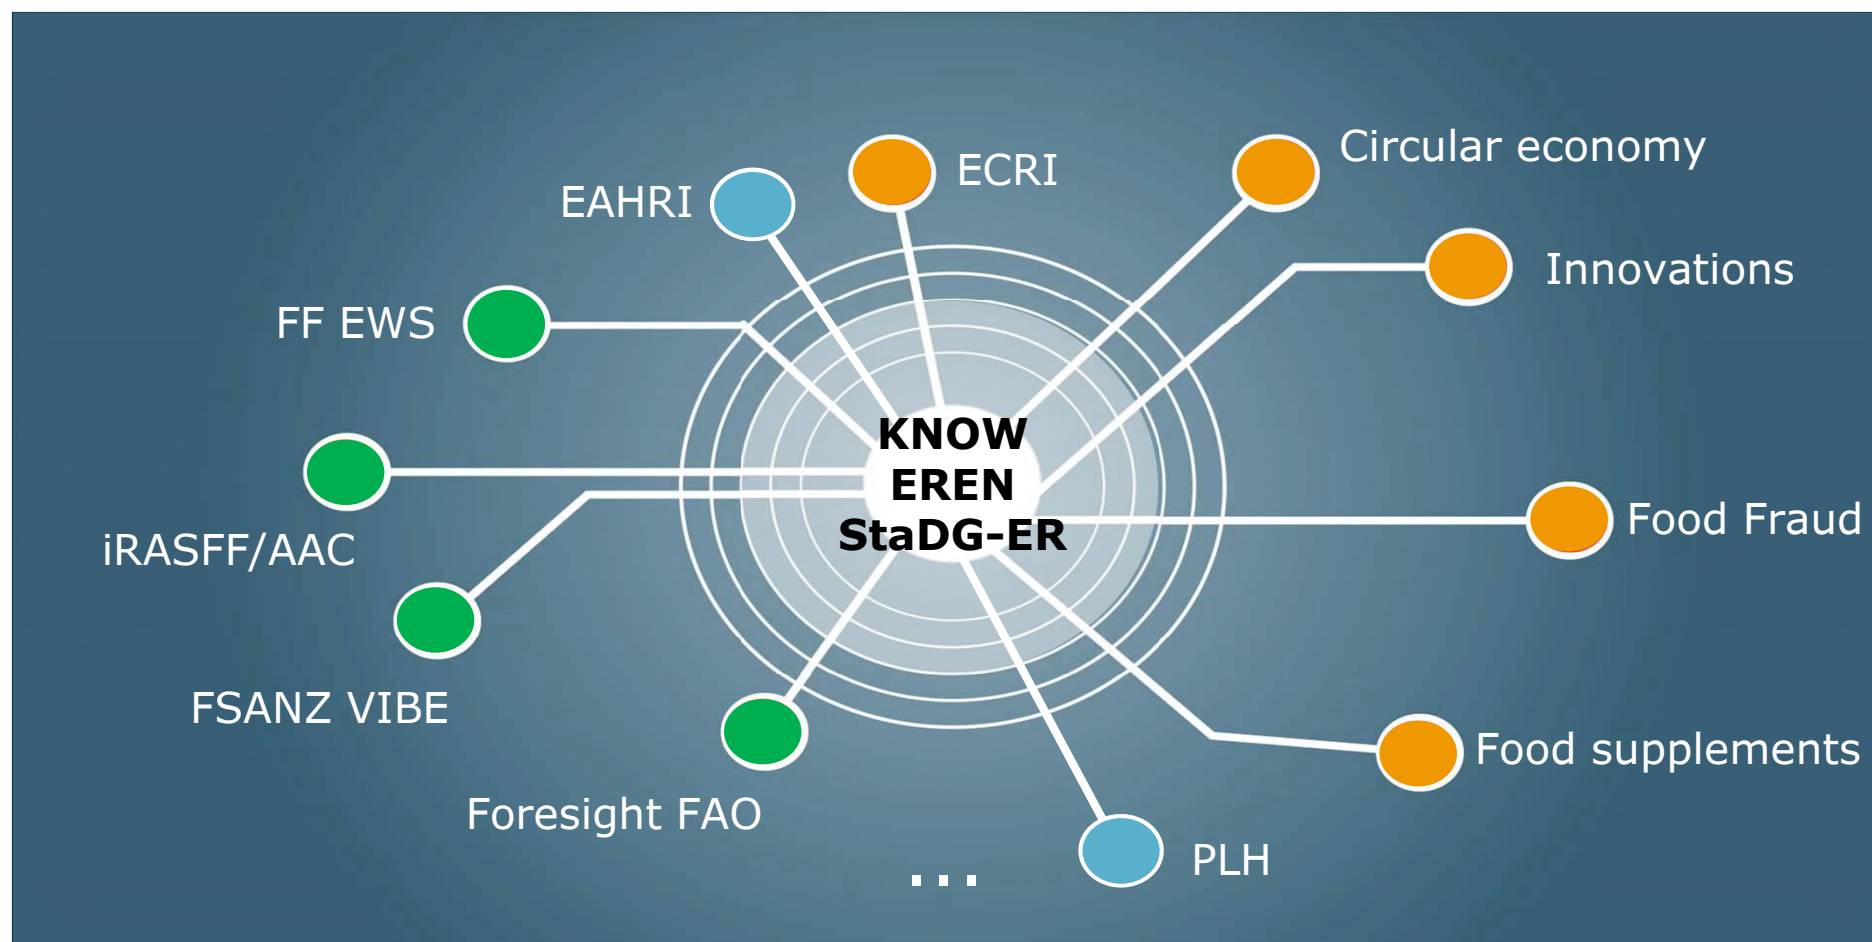 Circular economy
ECRI
EAHRI
Innovations
FF EWS
KNOW
EREN
StaDG-ER
Food Fraud
iRASFF/AAC
FSANZ VIBE
Food supplements
Foresight FAO
PLH
...